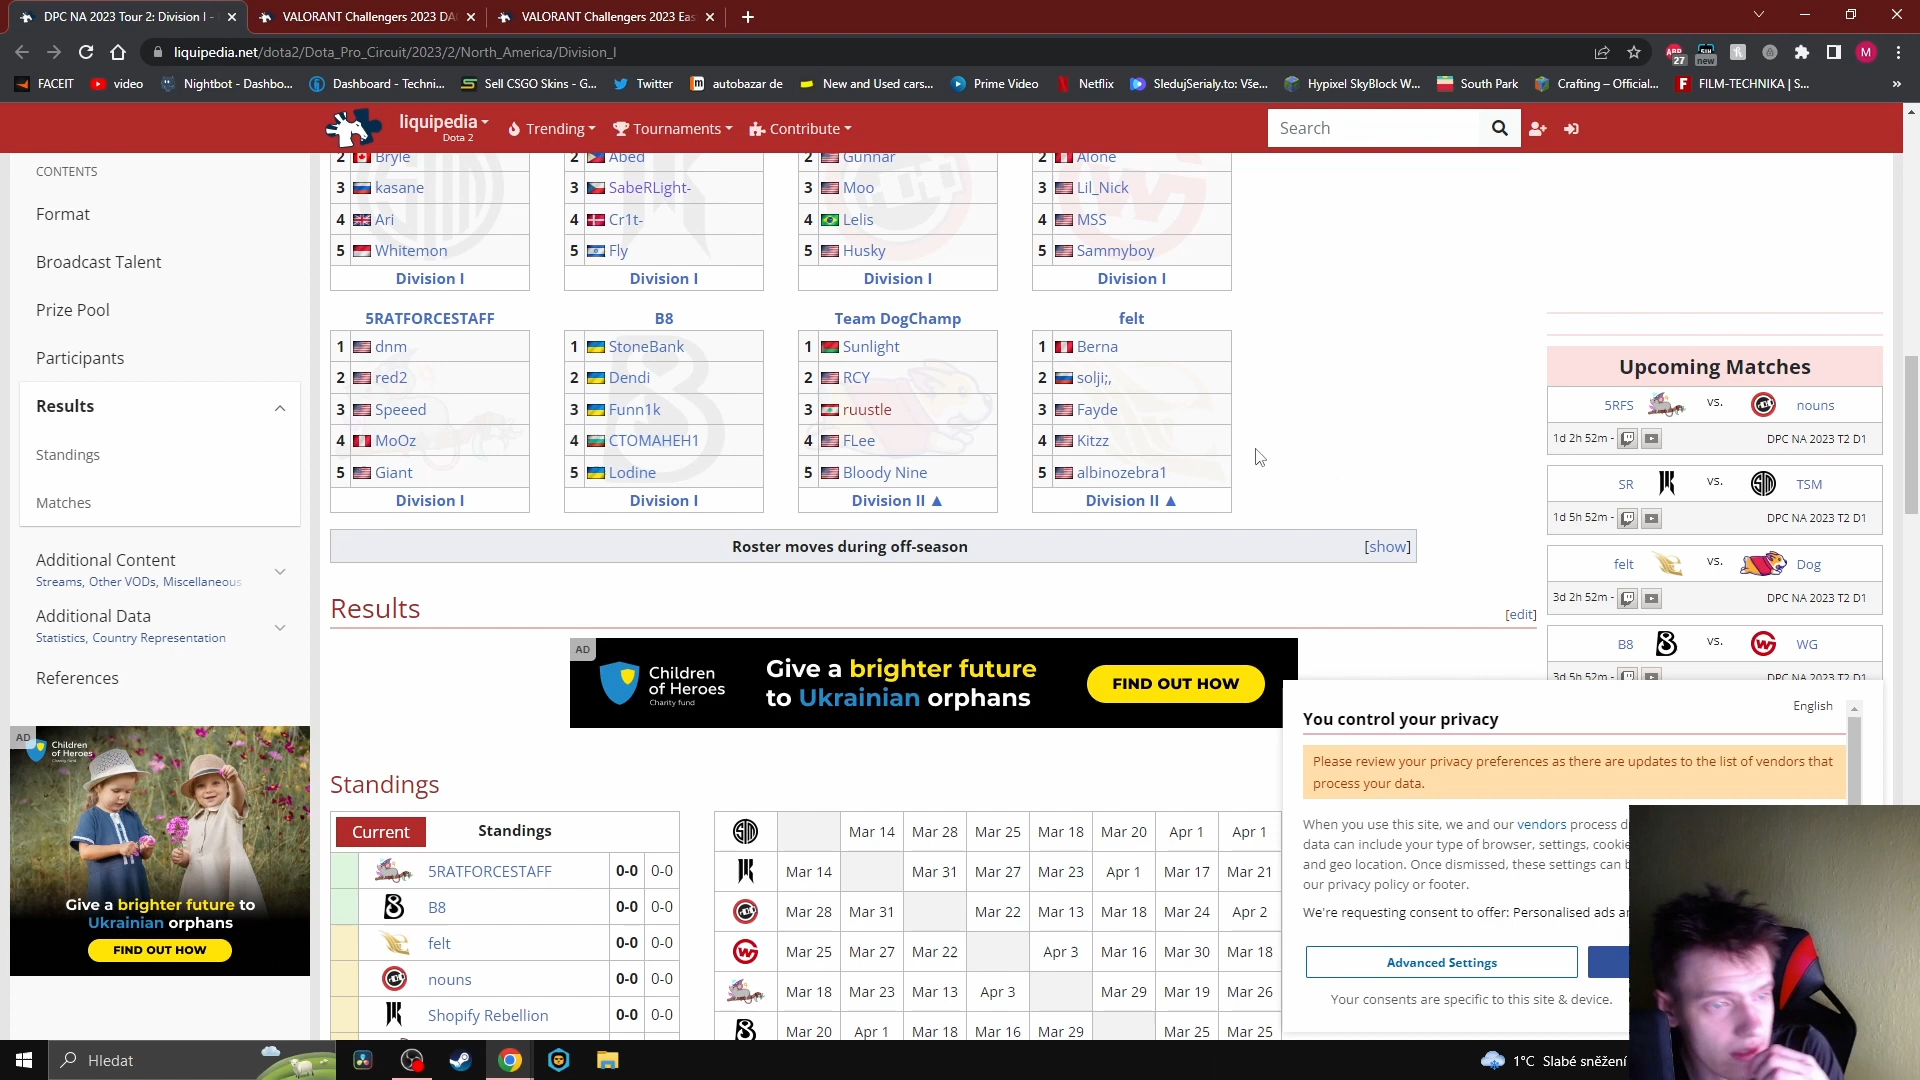 DPC NA 2023 Tour 2: Division I -
VALORANT Challengers 2023 DA
VALORANT Challengers 2023 Eas
liquipedia.net/dota2/Dota_Pro_Circuit/2023/2/North_America/Division_I
27
new
M
FACEIT
video
Nightbot - Dashbo...
Dashboard - Techni...
Sell CSGO Skins - G...
Twitter
autobazar de
New and Used cars...
Prime Video
Netflix
SledujSerialy.to: Vše...
Hypixel SkyBlock W...
South Park
Crafting – Official...
FILM-TECHNIKA | S...
»
liquipedia
Dota 2
Trending
Tournaments
Contribute
Search
CONTENTS
Format
Broadcast Talent
Prize Pool
Participants
Results
Standings
Matches
Additional Content
Streams, Other VODs, Miscellaneous
Additional Data
Statistics, Country Representation
References
AD
Children
of Heroes
Give a brighter future to
Ukrainian orphans
FIND OUT HOW
2 Bryle
3 kasane
4 Ari
5 Whitemon
Division I
2 Abed
3 SabeRLight-
4 Cr1t-
5 Fly
Division I
2 Gunnar
3 Moo
4 Lelis
5 Husky
Division I
2 Alone
3 Lil_Nick
4 MSS
5 Sammyboy
Division I
5RATFORCESTAFF
1 dnm
2 red2
3 Speeed
4 MoOz
5 Giant
Division I
B8
1 StoneBank
2 Dendi
3 Funn1k
4 CTOMAHEH1
5 Lodine
Division I
Team DogChamp
1 Sunlight
2 RCY
3 ruustle
4 FLee
5 Bloody Nine
Division II ▲
felt
1 Berna
2 solji;,
3 Fayde
4 Kitzz
5 albinozebra1
Division II ▲
Roster moves during off-season
[show]
Results
[edit]
AD
Children
of Heroes
Charity fund
Give a brighter future
to Ukrainian orphans
FIND OUT HOW
Standings
Current Standings
5RATFORCESTAFF 0-0 0-0
B8 0-0 0-0
felt 0-0 0-0
nouns 0-0 0-0
Shopify Rebellion 0-0 0-0
Mar 14 Mar 28 Mar 25 Mar 18 Mar 20 Apr 1 Apr 1
Mar 14 Mar 31 Mar 27 Mar 23 Apr 1 Mar 17 Mar 21
Mar 28 Mar 31 Mar 22 Mar 13 Mar 18 Mar 24 Apr 2
Mar 25 Mar 27 Mar 22 Apr 3 Mar 16 Mar 30 Mar 18
Mar 18 Mar 23 Mar 13 Apr 3 Mar 29 Mar 19 Mar 26
Mar 20 Apr 1 Mar 18 Mar 16 Mar 29 Mar 25 Mar 25
Upcoming Matches
5RFS vs. nouns
1d 2h 52m - DPC NA 2023 T2 D1
SR vs. TSM
1d 5h 52m - DPC NA 2023 T2 D1
felt vs. Dog
3d 2h 52m - DPC NA 2023 T2 D1
B8 vs. WG
3d 5h 52m - DPC NA 2023 T2 D1
English
You control your privacy
Please review your privacy preferences as there are updates to the list of vendors that
process your data.
When you use this site, we and our vendors process d
data can include your type of browser, settings, cookie
and geo location. Once dismissed, these settings can b
our privacy policy or footer.
We're requesting consent to offer: Personalised ads a
Advanced Settings
Your consents are specific to this site & device.
Hledat
1°C Slabé sněžení